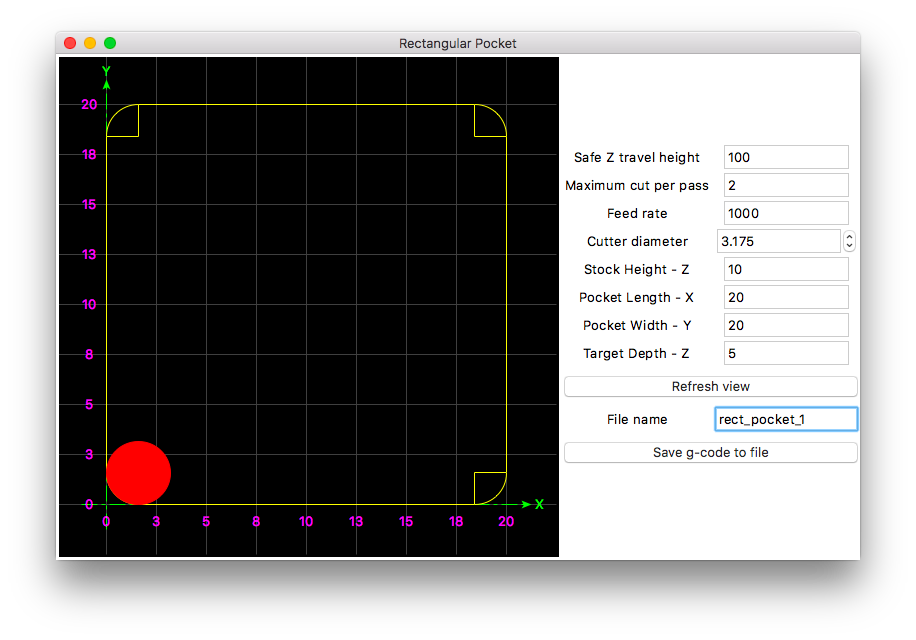 Rectangular Pocket
Y
20
18
15
13
10
8
5
3
0
X
0 3 5 8 10 13 15 18 20
Safe Z travel height 100
Maximum cut per pass 2
Feed rate 1000
Cutter diameter 3.175
Stock Height - Z 10
Pocket Length - X 20
Pocket Width - Y 20
Target Depth - Z 5
Refresh view
File name rect_pocket_1
Save g-code to file